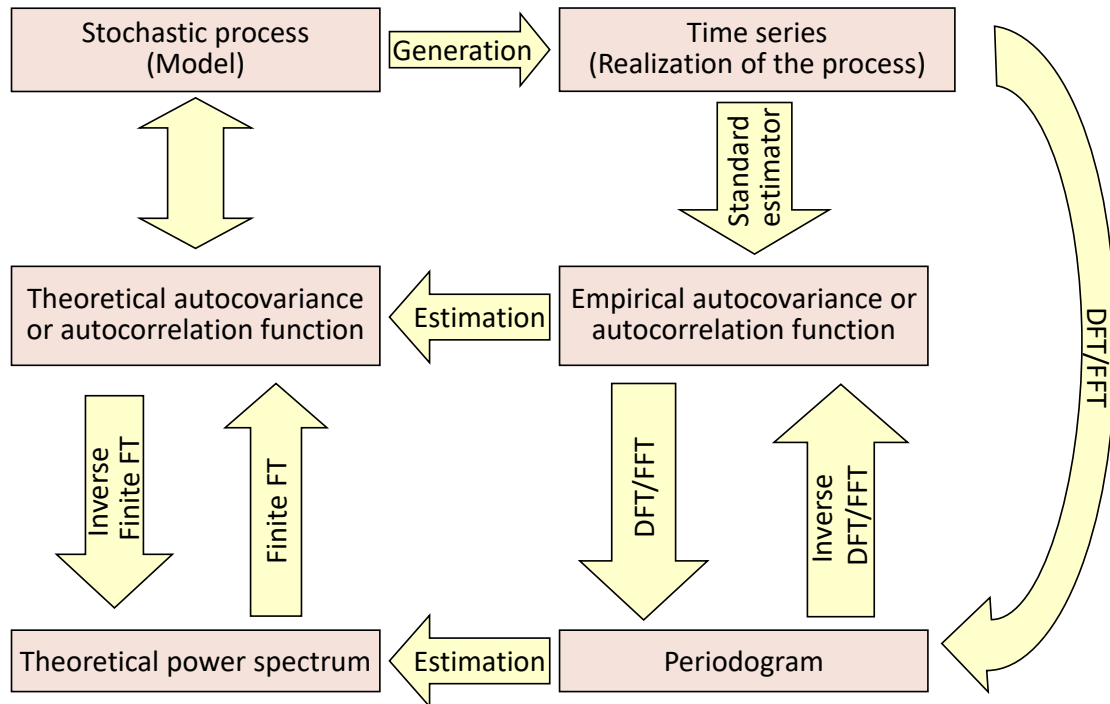 Stochastic process
(Model)
Generation
Time series
(Realization of the process)
Standard
estimator
DFT/FFT
Theoretical autocovariance
or autocorrelation function
Estimation
Empirical autocovariance or
autocorrelation function
Inverse
Finite FT
Finite FT
DFT/FFT
Inverse
DFT/FFT
Theoretical power spectrum
Estimation
Periodogram